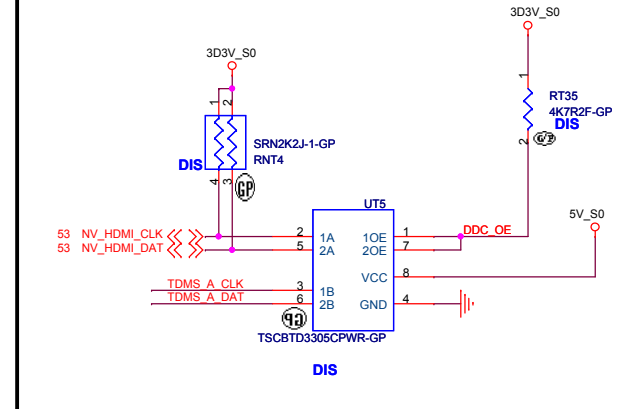 3D3V_S0
3D3V_S0
1
2
1
RT35
4K7R2F-GP
DIS
2
G/P
SRN2K2J-1-GP
RNT4
DIS
4
3
GP
UT5
5V_S0
53 NV_HDMI_CLK
2
1A
1OE
1
DDC_OE
53 NV_HDMI_DAT
5
2A
2OE
7
VCC
8
TDMS_A_CLK
3
1B
TDMS_A_DAT
6
2B
GND
4
TSCBTD3305CPWR-GP
DIS